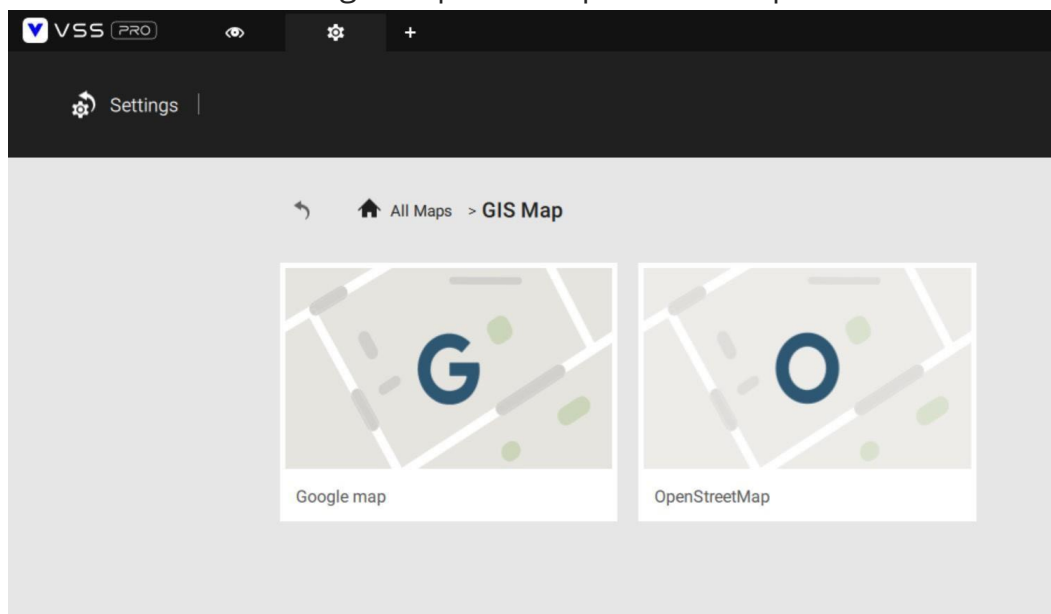 VSS PRO
+
Settings
All Maps > GIS Map
G
O
Google map
OpenStreetMap